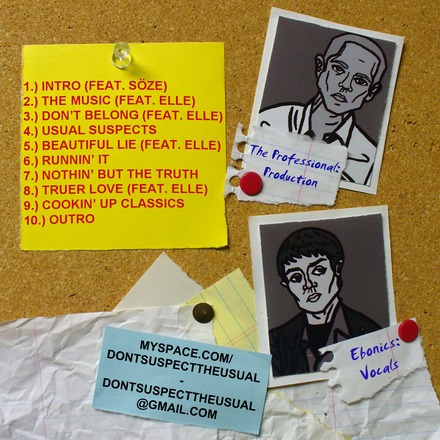 1.) INTRO (FEAT. SÖZE)
2.) THE MUSIC (FEAT. ELLE)
3.) DON'T BELONG (FEAT. ELLE)
4.) USUAL SUSPECTS
5.) BEAUTIFUL LIE (FEAT. ELLE)
6.) RUNNIN' IT
7.) NOTHIN' BUT THE TRUTH
8.) TRUER LOVE (FEAT. ELLE)
9.) COOKIN' UP CLASSICS
10.) OUTRO
The Professional:
Production
Ebonics:
Vocals
MYSPACE.COM/
DONTSUSPECTTHEUSUAL
-
DONTSUSPECTTHEUSUAL
@GMAIL.COM